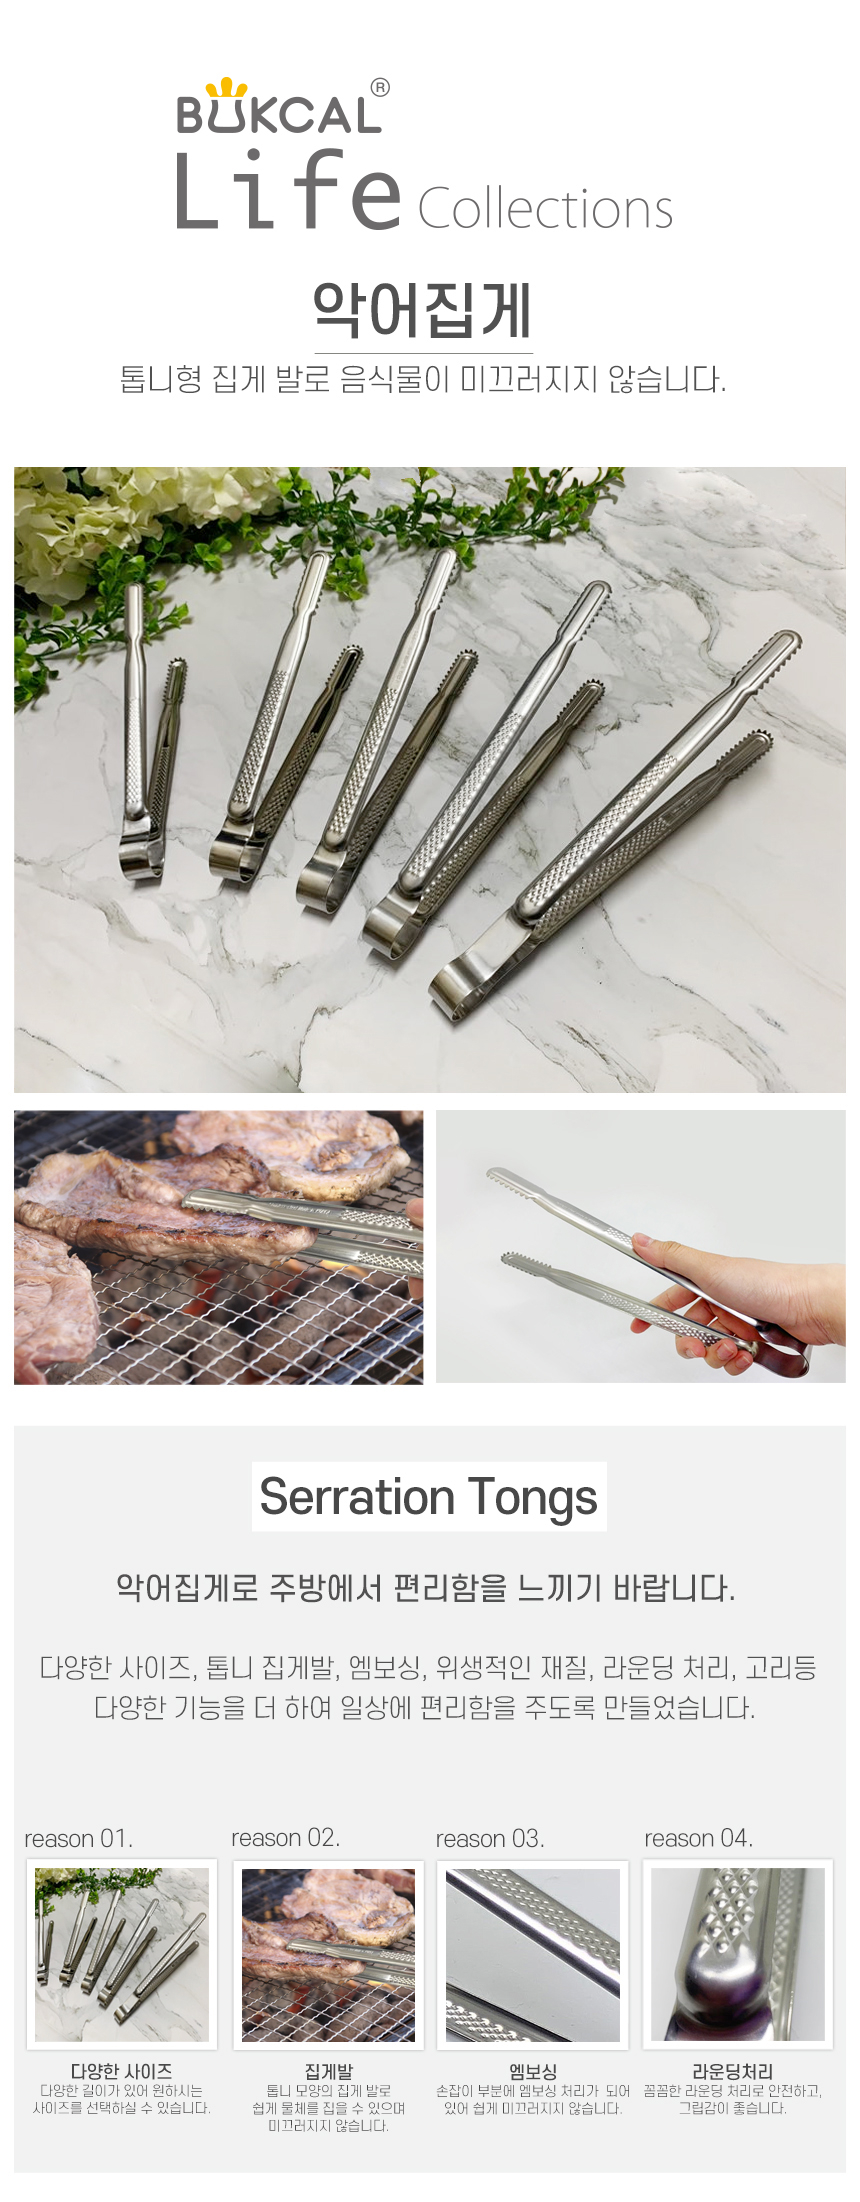 BUKCAL®
Life Collections
악어집게
톱니형 집게 발로 음식물이 미끄러지지 않습니다.
Serration Tongs
악어집게로 주방에서 편리함을 느끼기 바랍니다.
다양한 사이즈, 톱니 집게발, 엠보싱, 위생적인 재질, 라운딩 처리, 고리등
다양한 기능을 더 하여 일상에 편리함을 주도록 만들었습니다.
reason 01.
다양한 사이즈
다양한 길이가 있어 원하시는
사이즈를 선택하실 수 있습니다.
reason 02.
집게발
톱니 모양의 집게 발로
쉽게 물체를 집을 수 있으며
미끄러지지 않습니다.
reason 03.
엠보싱
손잡이 부분에 엠보싱 처리가 되어
있어 쉽게 미끄러지지 않습니다.
reason 04.
라운딩처리
꼼꼼한 라운딩 처리로 안전하고,
그립감이 좋습니다.